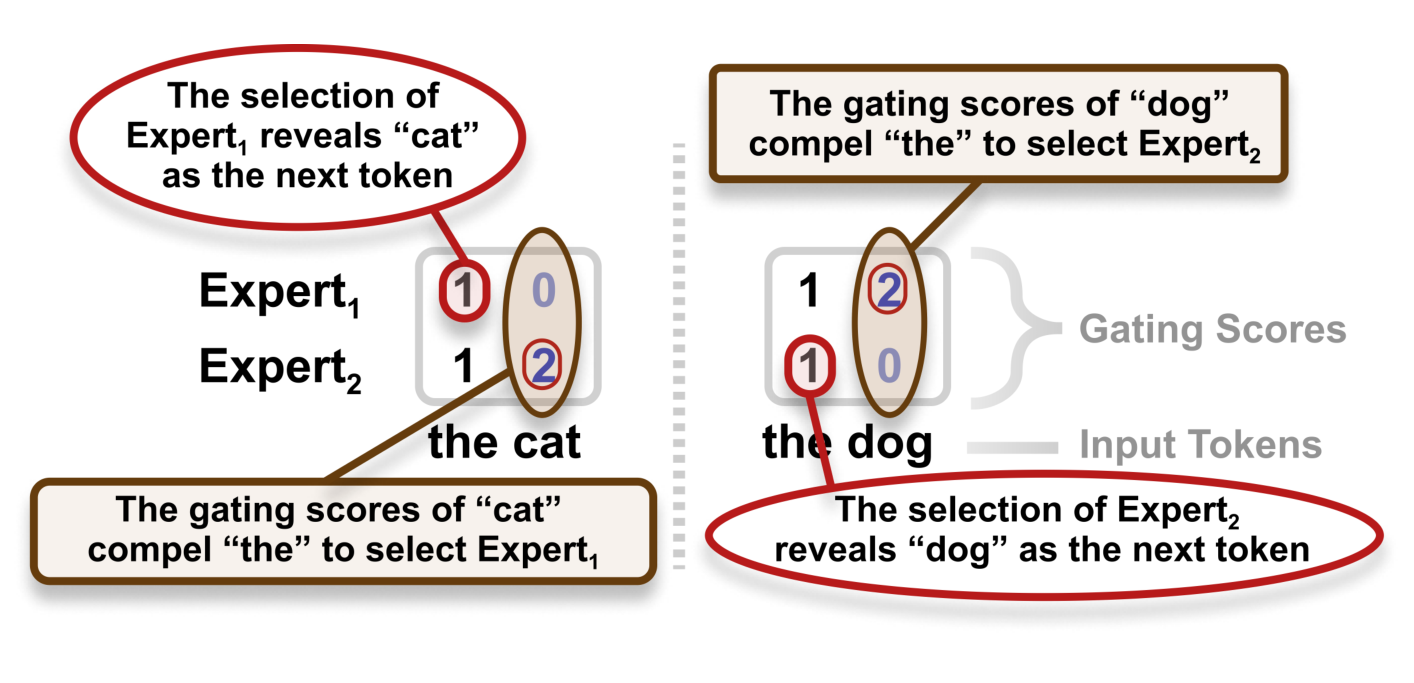 The selection of
Expert₁ reveals “cat”
as the next token
The gating scores of “dog”
compel “the” to select Expert₂
Expert₁ 1 0
Expert₂ 1 2
the cat
1 2
1 0
the dog
Gating Scores
Input Tokens
The gating scores of “cat”
compel “the” to select Expert₁
The selection of Expert₂
reveals “dog” as the next token